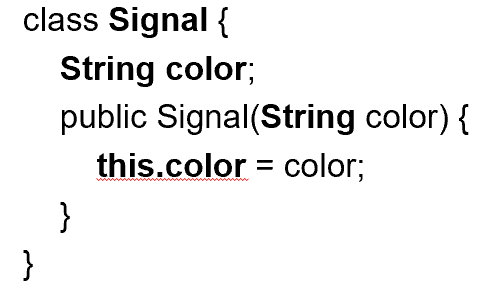 class Signal {
String color;
public Signal(String color) {
this.color = color;
}
}